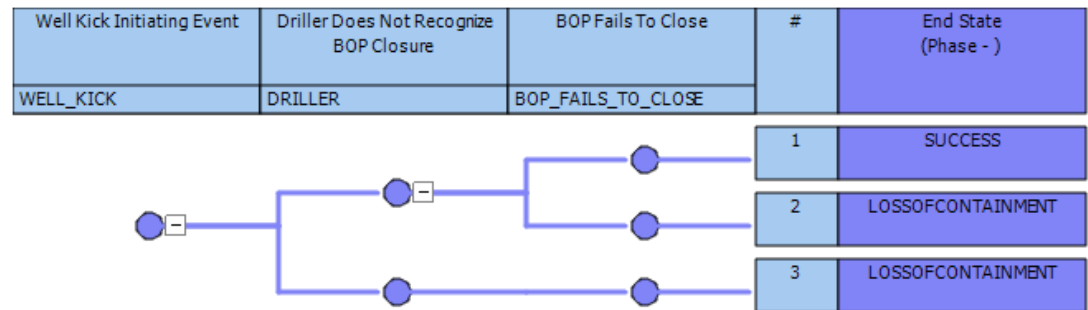 Well Kick Initiating Event
Driller Does Not Recognize
BOP Closure
BOP Fails To Close
#
End State
(Phase - )
WELL_KICK
DRILLER
BOP_FAILS_TO_CLOSE
1
SUCCESS
2
LOSSOFCONTAINMENT
3
LOSSOFCONTAINMENT